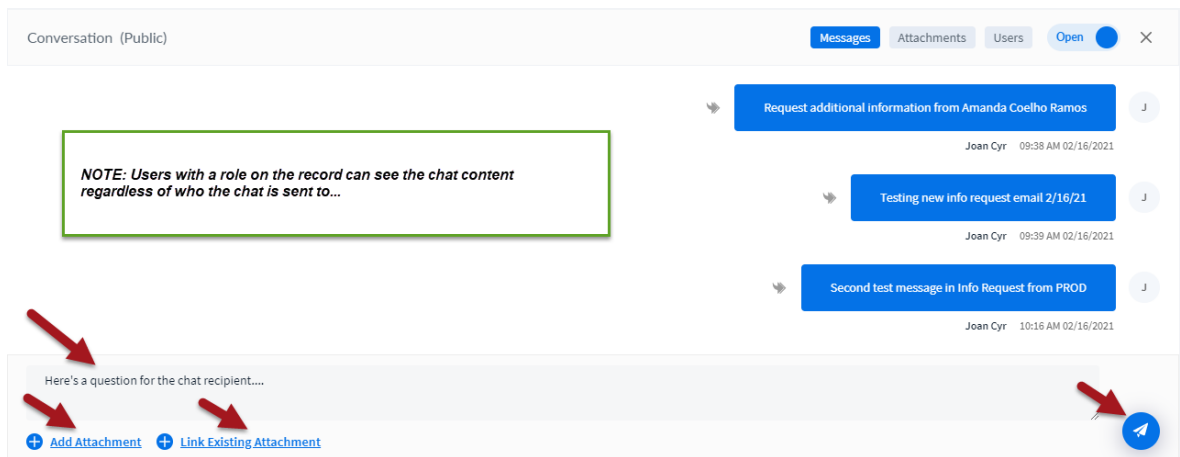 Conversation (Public)
Messages
Attachments
Users
Open
Request additional information from Amanda Coelho Ramos
J
Joan Cyr 09:38 AM 02/16/2021
NOTE: Users with a role on the record can see the chat content
regardless of who the chat is sent to...
Testing new info request email 2/16/21
J
Joan Cyr 09:39 AM 02/16/2021
Second test message in Info Request from PROD
J
Joan Cyr 10:16 AM 02/16/2021
Here's a question for the chat recipient....
Add Attachment
Link Existing Attachment